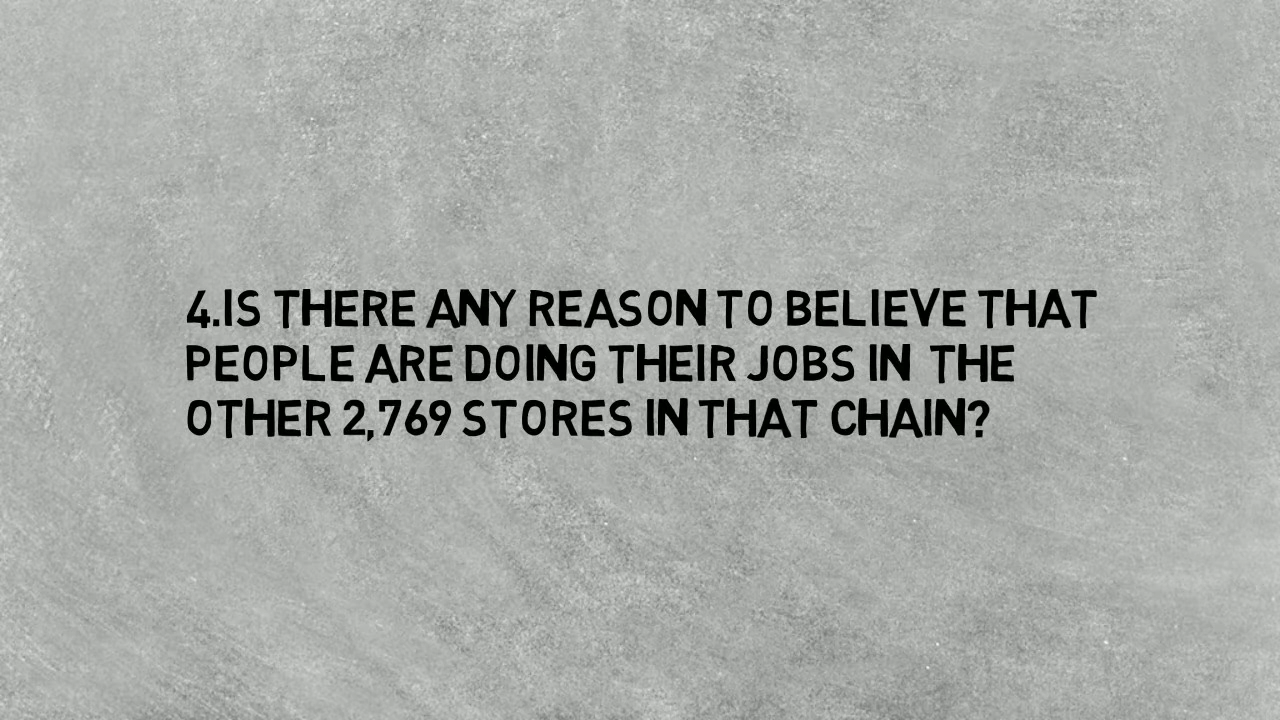 4.IS THERE ANY REASON TO BELIEVE THAT
PEOPLE ARE DOING THEIR JOBS IN THE
OTHER 2,769 STORES IN THAT CHAIN?